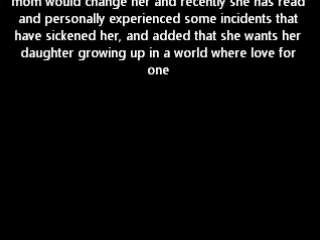 mom would change her and recently she has read
and personally experienced some incidents that
have sickened her, and added that she wants her
daughter growing up in a world where love for
one